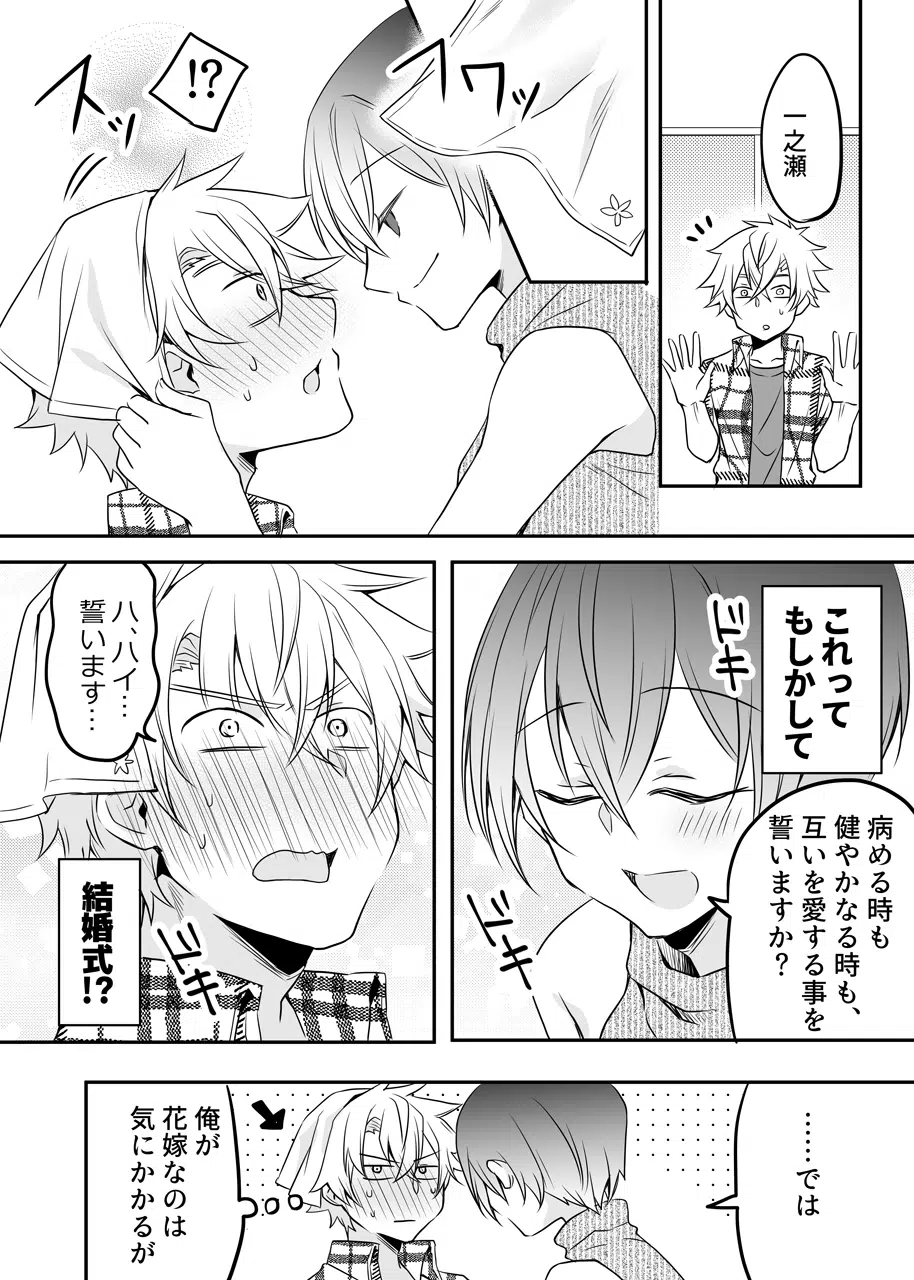 一之瀬
フワッ
!?
スッ
これって
もしかして
病める時も
健やかなる時も、
互いを愛する事を
誓いますか？
ドキ
ドキ
ハ、ハイ…
誓います…
結婚式!?
……では
俺が
花嫁なのは
気にかかるが